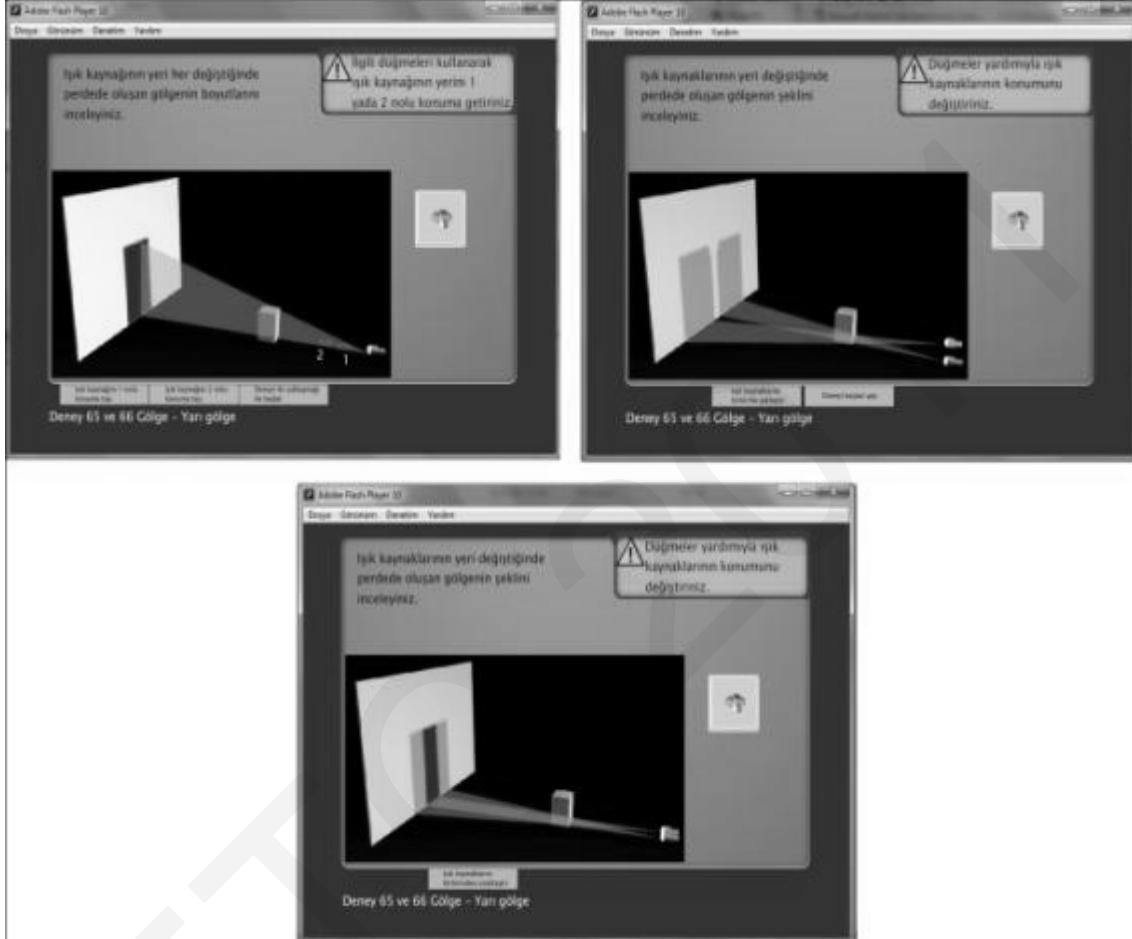 Adobe Flash Player 10
Dosya Görünüm Denetim Yardım
Işık kaynağının yeri her değiştiğinde
perdede oluşan gölgenin boyutlarını
inceleyiniz.
İlgili düğmeleri kullanarak
ışık kaynağının yerini 1
yada 2 nolu konuma getiriniz.
2 1
Deney 65 ve 66 Gölge - Yarı gölge
Adobe Flash Player 10
Dosya Görünüm Denetim Yardım
Işık kaynaklarının yeri değiştiğinde
perdede oluşan gölgenin şeklini
inceleyiniz.
Düğmeler yardımıyla ışık
kaynaklarının konumunu
değiştiriniz.
Deney 65 ve 66 Gölge - Yarı gölge
Adobe Flash Player 10
Dosya Görünüm Denetim Yardım
Işık kaynaklarının yeri değiştiğinde
perdede oluşan gölgenin şeklini
inceleyiniz.
Düğmeler yardımıyla ışık
kaynaklarının konumunu
değiştiriniz.
Deney 65 ve 66 Gölge - Yarı gölge